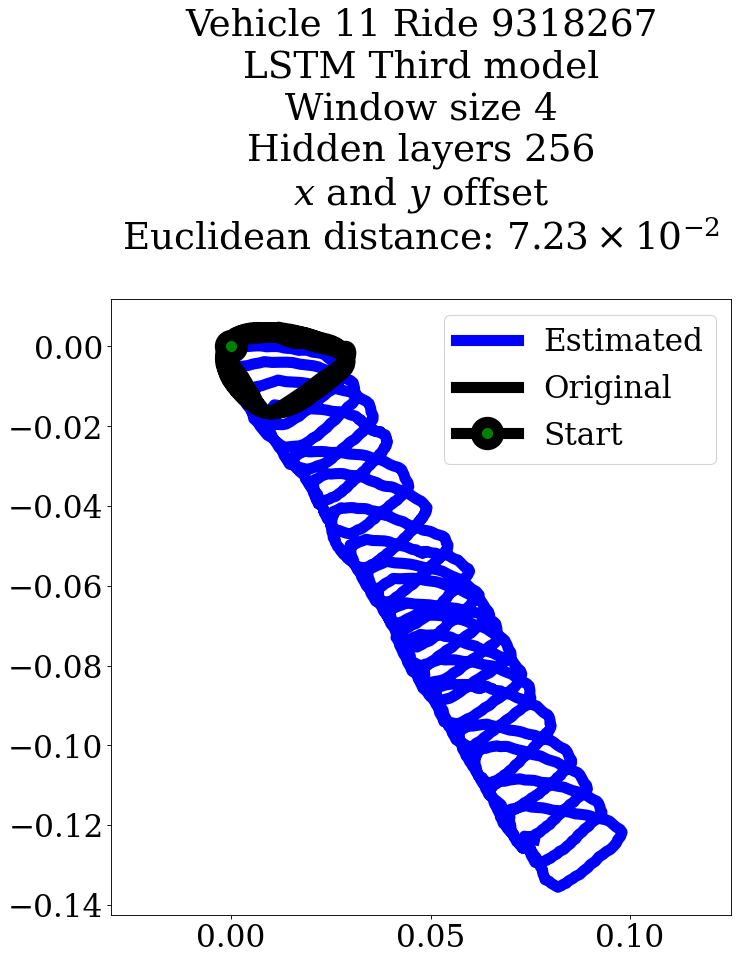 Vehicle 11 Ride 9318267
LSTM Third model
Window size 4
Hidden layers 256
x and y offset
Euclidean distance: 7.23 × 10⁻²
Estimated
Original
Start
0.00
−0.02
−0.04
−0.06
−0.08
−0.10
−0.12
−0.14
0.00 0.05 0.10